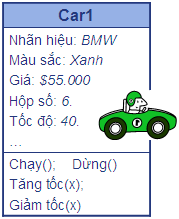 Car1
Nhãn hiệu: BMW
Màu sắc: Xanh
Giá: $55.000
Hộp số: 6.
Tốc độ: 40.
...
Chạy(); Dừng()
Tăng tốc(x);
Giảm tốc(x)